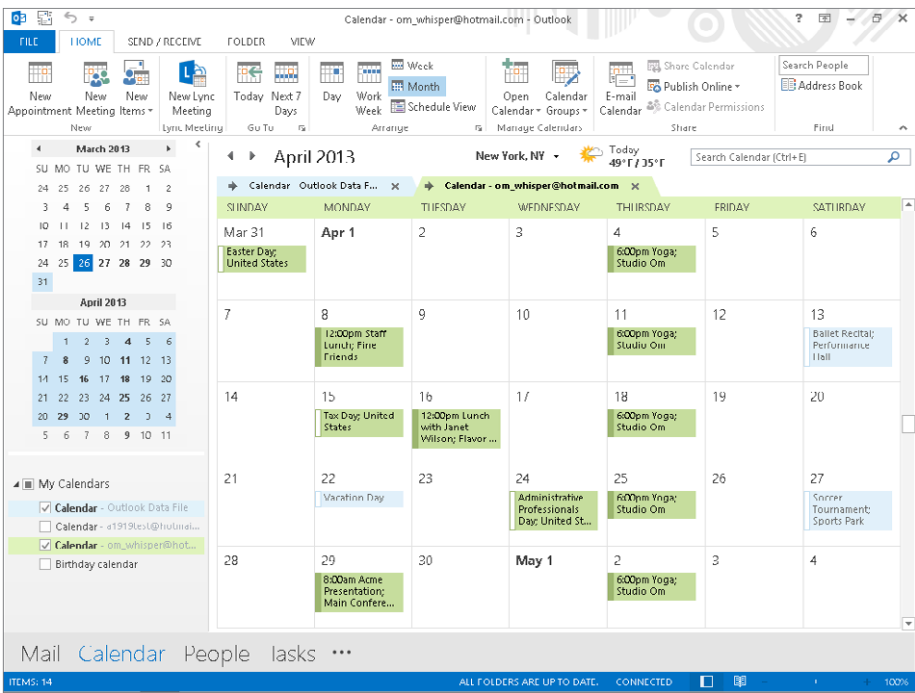 Calendar - om_whisper@hotmail.com - Outlook
FILE HOME SEND / RECEIVE FOLDER VIEW
New Appointment
New Meeting
New Items
New
New Lync Meeting
Lync Meeting
Today
Next 7 Days
Go To
Day
Work Week
Week
Month
Schedule View
Arrange
Open Calendar
Calendar Groups
Manage Calendars
E-mail Calendar
Share Calendar
Publish Online
Calendar Permissions
Share
Search People
Address Book
Find
March 2013
SU MO TU WE TH FR SA
24 25 26 27 28 1 2
3 4 5 6 7 8 9
10 11 12 13 14 15 16
17 18 19 20 21 22 23
24 25 26 27 28 29 30
31
April 2013
SU MO TU WE TH FR SA
1 2 3 4 5 6
7 8 9 10 11 12 13
14 15 16 17 18 19 20
21 22 23 24 25 26 27
28 29 30 1 2 3 4
5 6 7 8 9 10 11
My Calendars
Calendar - Outlook Data File
Calendar - a1919test@hotmai...
Calendar - om_whisper@hot...
Birthday calendar
April 2013
New York, NY
Today
49°F / 35°F
Search Calendar (Ctrl+E)
Calendar Outlook Data F...
Calendar - om_whisper@hotmail.com
SUNDAY MONDAY TUESDAY WEDNESDAY THURSDAY FRIDAY SATURDAY
Mar 31 Apr 1 2 3 4 5 6
Easter Day;
United States
6:00pm Yoga;
Studio Om
7 8 9 10 11 12 13
12:00pm Staff
Lunch; Fine
Friends
6:00pm Yoga;
Studio Om
Ballet Recital;
Performance
Hall
14 15 16 17 18 19 20
Tax Day; United
States
12:00pm Lunch
with Janet
Wilson; Flavor ...
6:00pm Yoga;
Studio Om
21 22 23 24 25 26 27
Vacation Day
Administrative
Professionals
Day; United St...
6:00pm Yoga;
Studio Om
Soccer
Tournament;
Sports Park
28 29 30 May 1 2 3 4
8:00am Acme
Presentation;
Main Confere...
6:00pm Yoga;
Studio Om
Mail Calendar People Tasks ...
ITEMS: 14
ALL FOLDERS ARE UP TO DATE. CONNECTED
100%